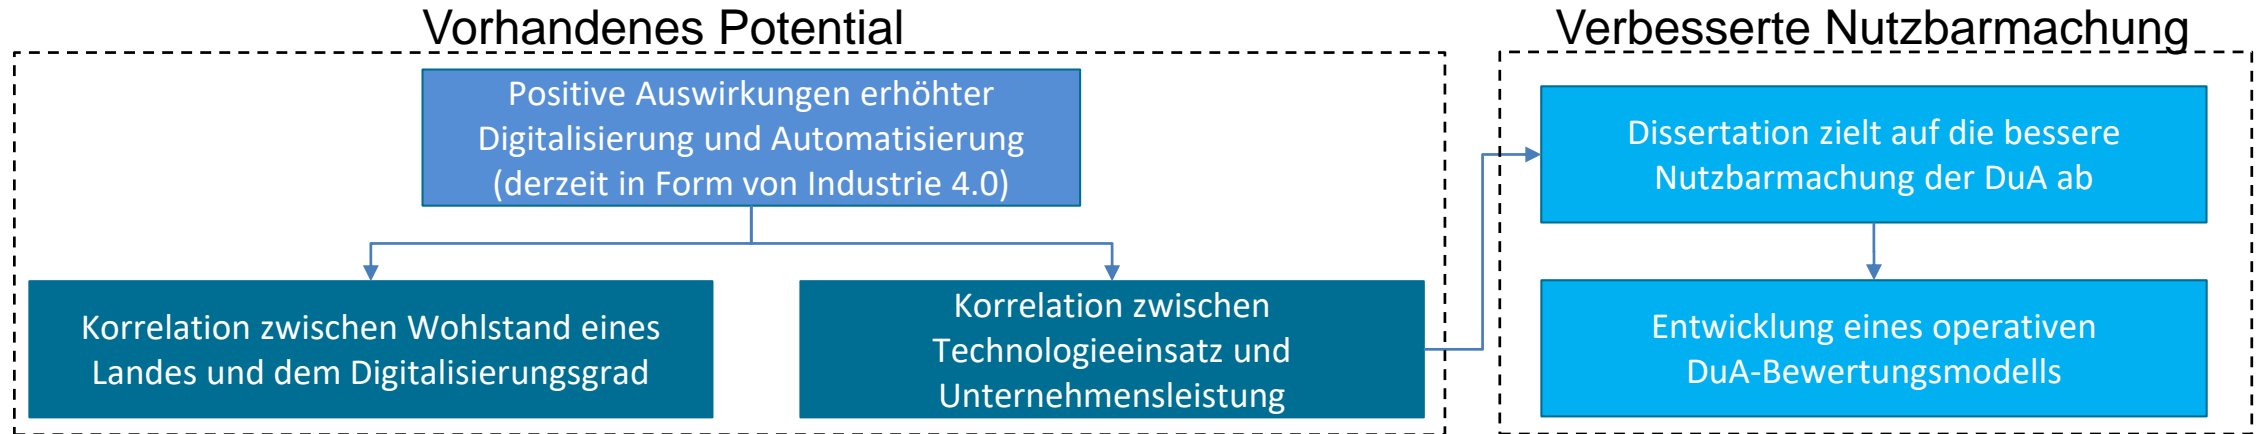 Vorhandenes Potential
Positive Auswirkungen erhöhter
Digitalisierung und Automatisierung
(derzeit in Form von Industrie 4.0)
Korrelation zwischen Wohlstand eines
Landes und dem Digitalisierungsgrad
Korrelation zwischen
Technologieeinsatz und
Unternehmensleistung
Verbesserte Nutzbarmachung
Dissertation zielt auf die bessere
Nutzbarmachung der DuA ab
Entwicklung eines operativen
DuA-Bewertungsmodells